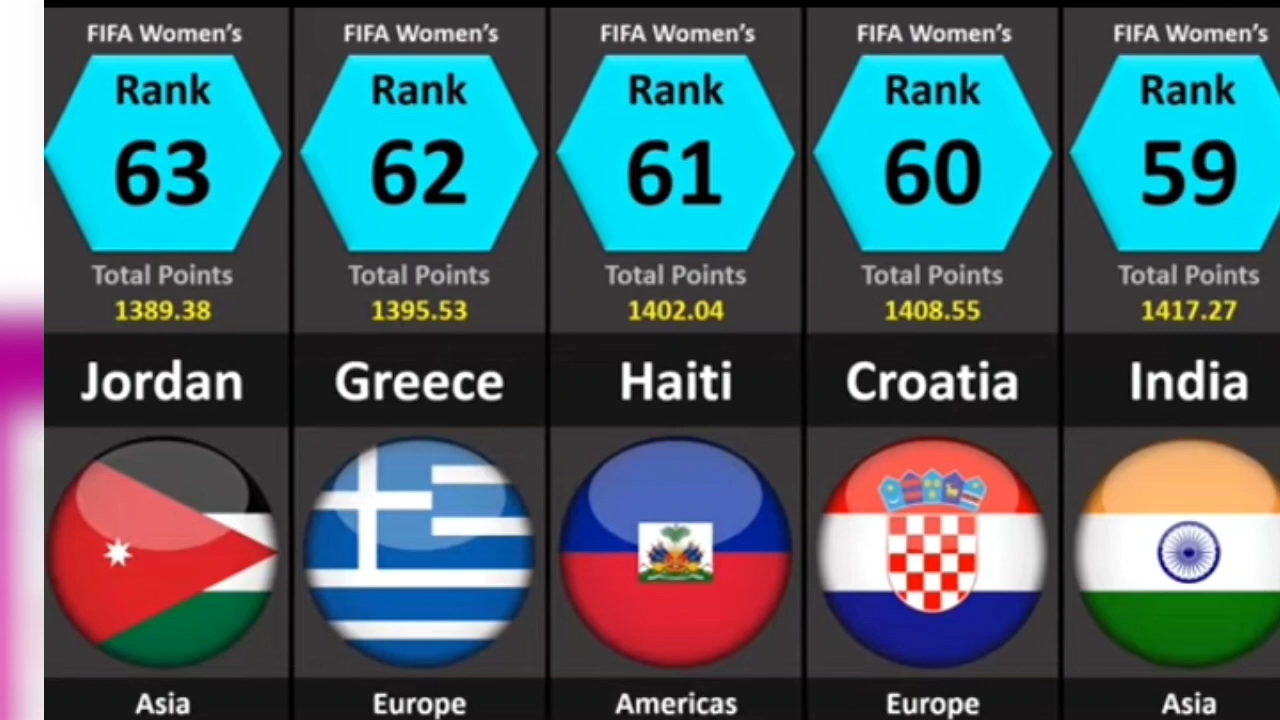 FIFA Women's
Rank
63
Total Points
1389.38
Jordan
Asia
FIFA Women's
Rank
62
Total Points
1395.53
Greece
Europe
FIFA Women's
Rank
61
Total Points
1402.04
Haiti
Americas
FIFA Women's
Rank
60
Total Points
1408.55
Croatia
Europe
FIFA Women's
Rank
59
Total Points
1417.27
India
Asia